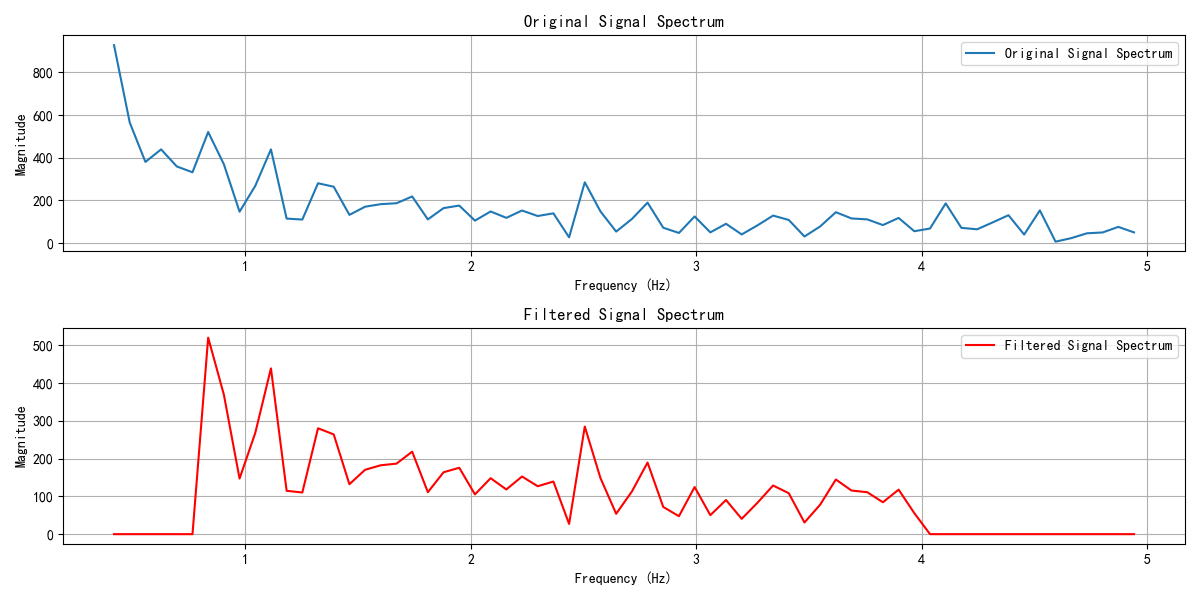 Original Signal Spectrum
Original Signal Spectrum
Magnitude
800
600
400
200
0
1 2 3 4 5
Frequency (Hz)
Filtered Signal Spectrum
Filtered Signal Spectrum
Magnitude
500
400
300
200
100
0
1 2 3 4 5
Frequency (Hz)